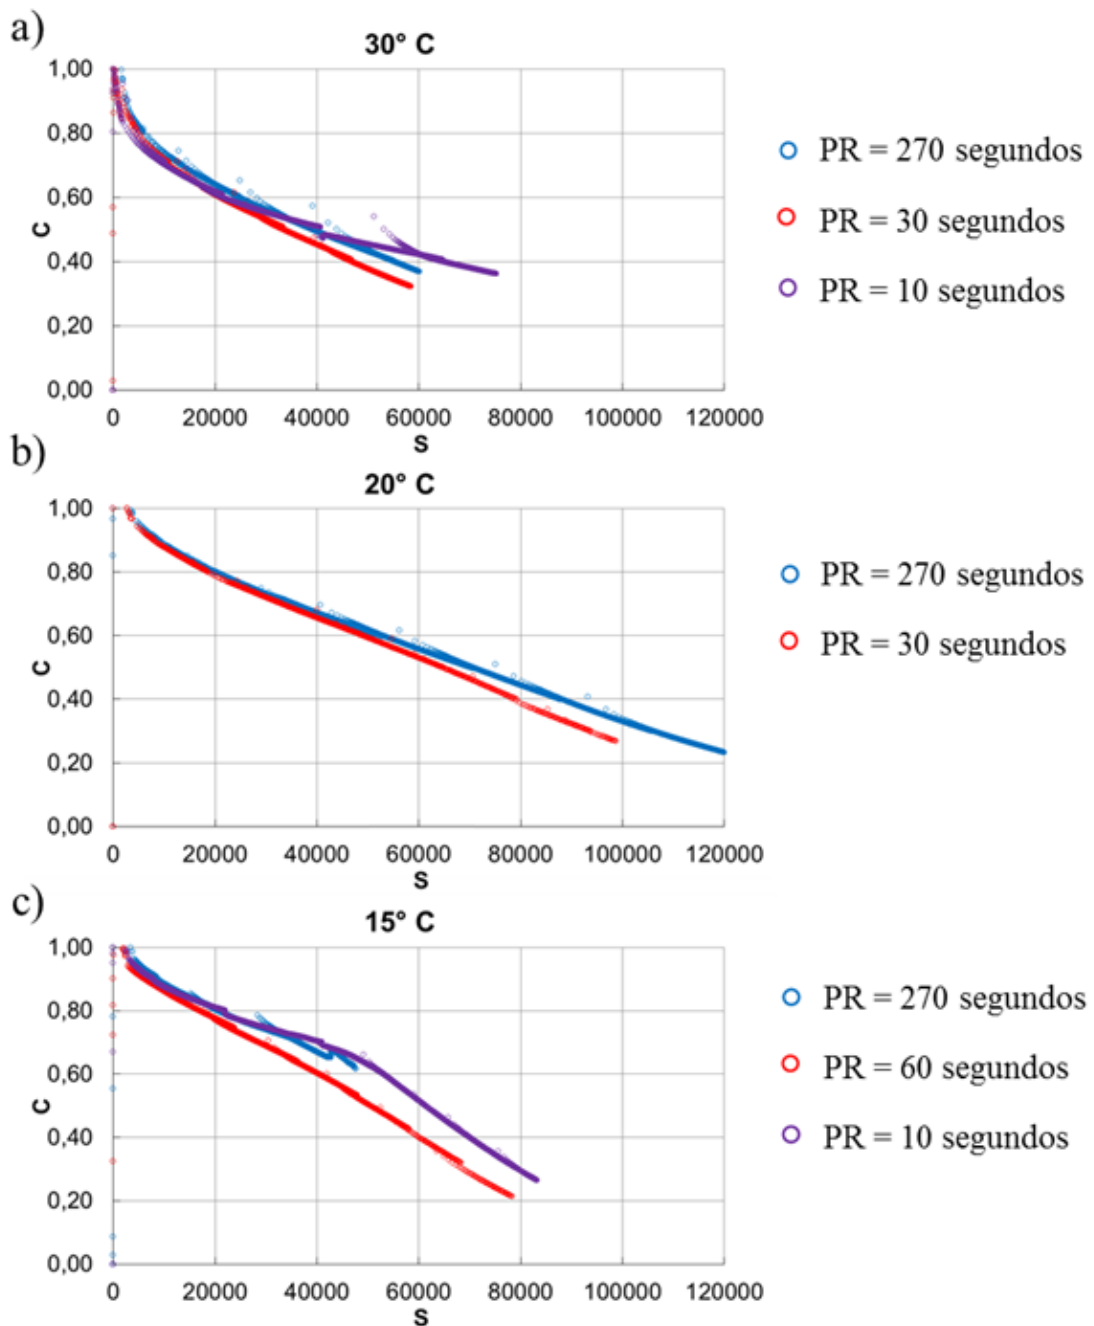 a)
30° C
1,00
0,80
0,60
0,40
0,20
0,00
C
0 20000 40000 60000 80000 100000 120000
S
PR = 270 segundos
PR = 30 segundos
PR = 10 segundos
b)
20° C
1,00
0,80
0,60
0,40
0,20
0,00
C
0 20000 40000 60000 80000 100000 120000
S
PR = 270 segundos
PR = 30 segundos
c)
15° C
1,00
0,80
0,60
0,40
0,20
0,00
C
0 20000 40000 60000 80000 100000 120000
S
PR = 270 segundos
PR = 60 segundos
PR = 10 segundos